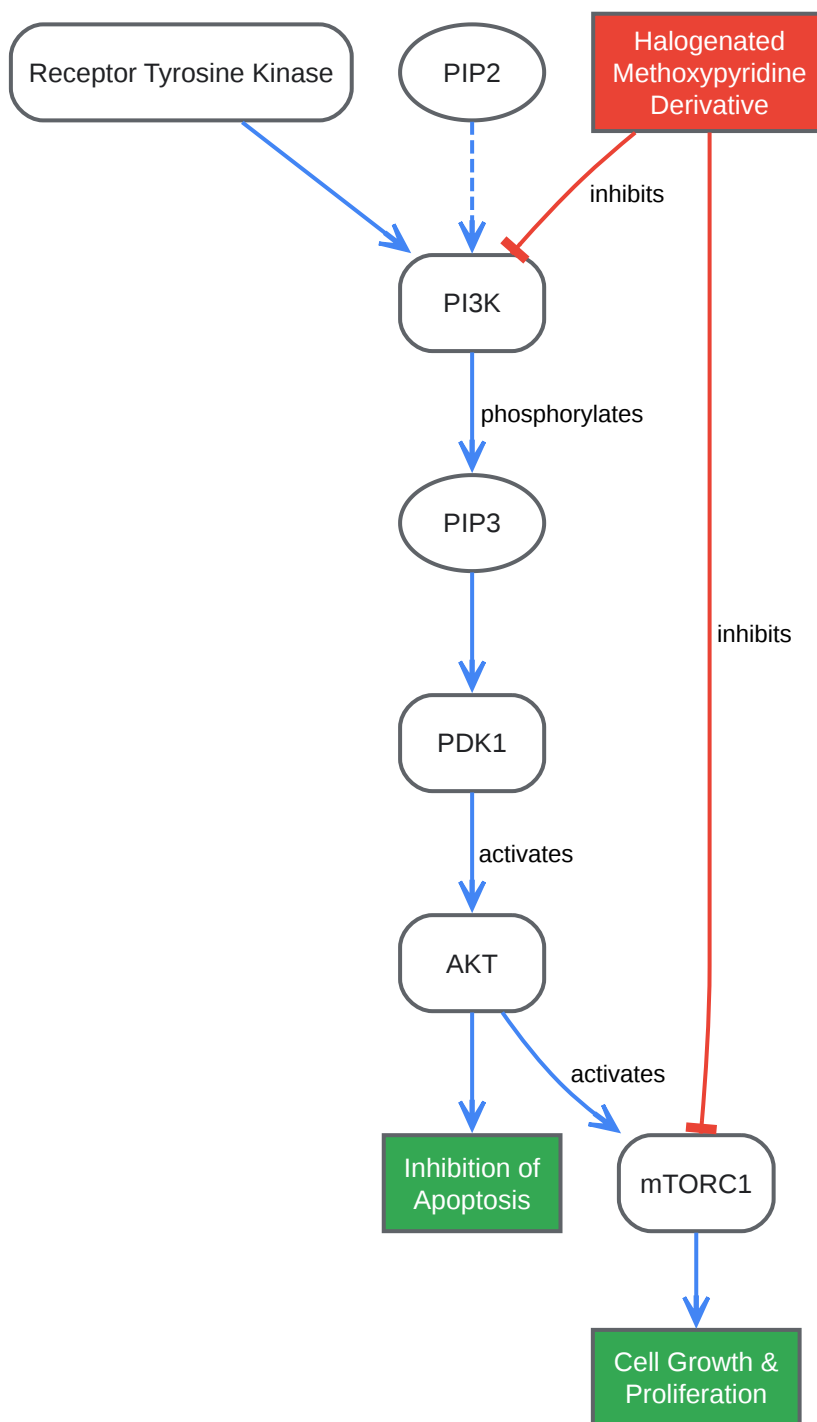 Receptor Tyrosine Kinase
PIP2
Halogenated
Methoxypyridine
Derivative
inhibits
PI3K
phosphorylates
PIP3
inhibits
PDK1
activates
AKT
activates
Inhibition of
Apoptosis
mTORC1
Cell Growth &
Proliferation